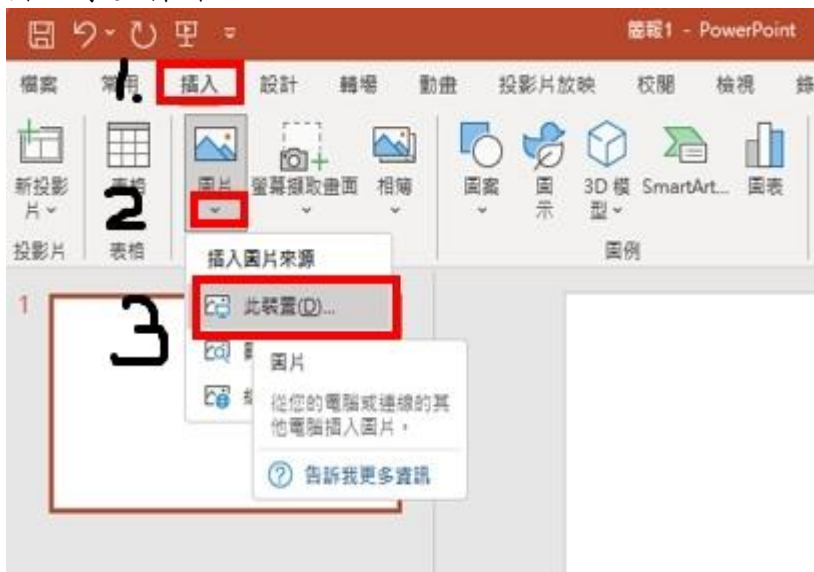 簡報1 - PowerPoint
檔案 常用 插入 設計 轉場 動畫 投影片放映 校閱 檢視
1.
新投影片 表格 圖片 螢幕擷取畫面 相簿 圖案 圖示 3D 模型 SmartArt... 圖表
2
投影片 表格 圖例
插入圖片來源
1
此裝置(D)...
3
圖片
從您的電腦或連線的其
他電腦插入圖片。
告訴我更多資訊